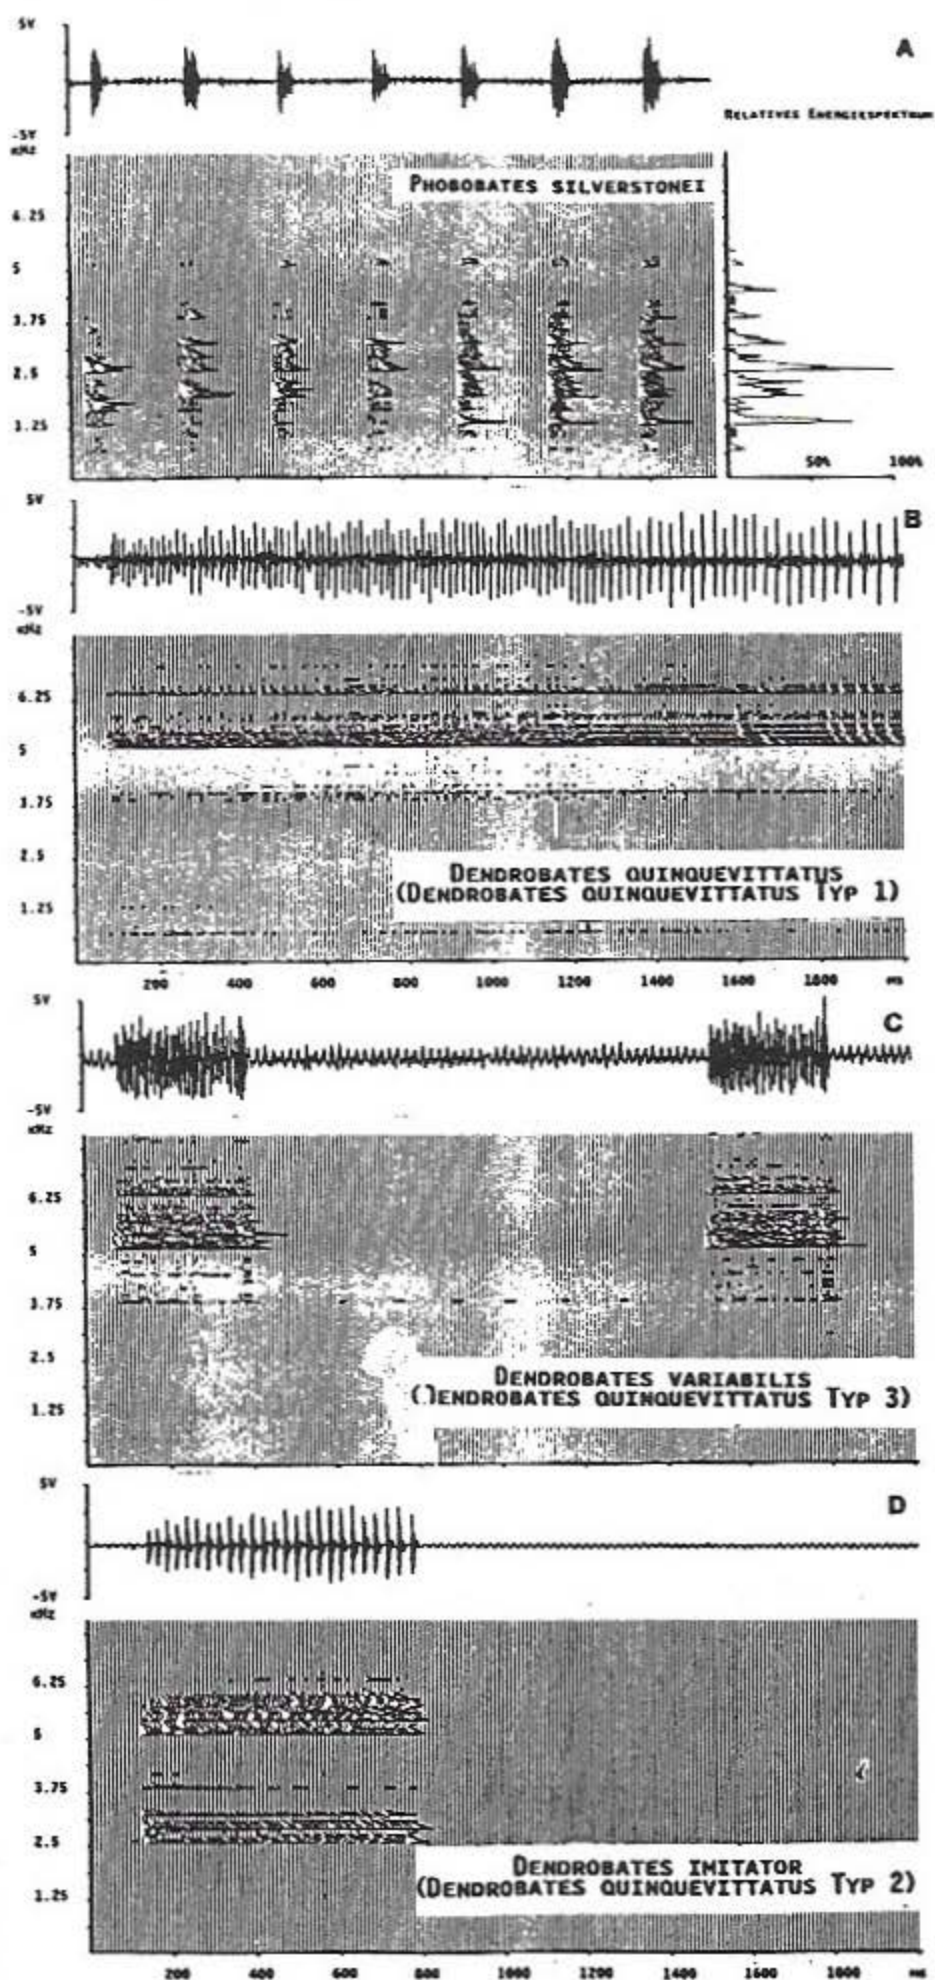 5V
A
-5V
RELATIVES ENERGIESPEKTRUM
kHz
PHOBOBATES SILVERSTONEI
6.25
5
3.75
2.5
1.25
50% 100%
5V
B
-5V
kHz
6.25
5
3.75
2.5
DENDROBATES QUINQUEVITTATUS
(DENDROBATES QUINQUEVITTATUS TYP 1)
1.25
200 400 600 800 1000 1200 1400 1600 1800 ms
5V
C
-5V
kHz
6.25
5
3.75
2.5
DENDROBATES VARIABILIS
(DENDROBATES QUINQUEVITTATUS TYP 3)
1.25
5V
D
-5V
kHz
6.25
5
3.75
2.5
DENDROBATES IMITATOR
(DENDROBATES QUINQUEVITTATUS TYP 2)
1.25
200 400 600 800 1000 1200 1400 1600 1800 ms